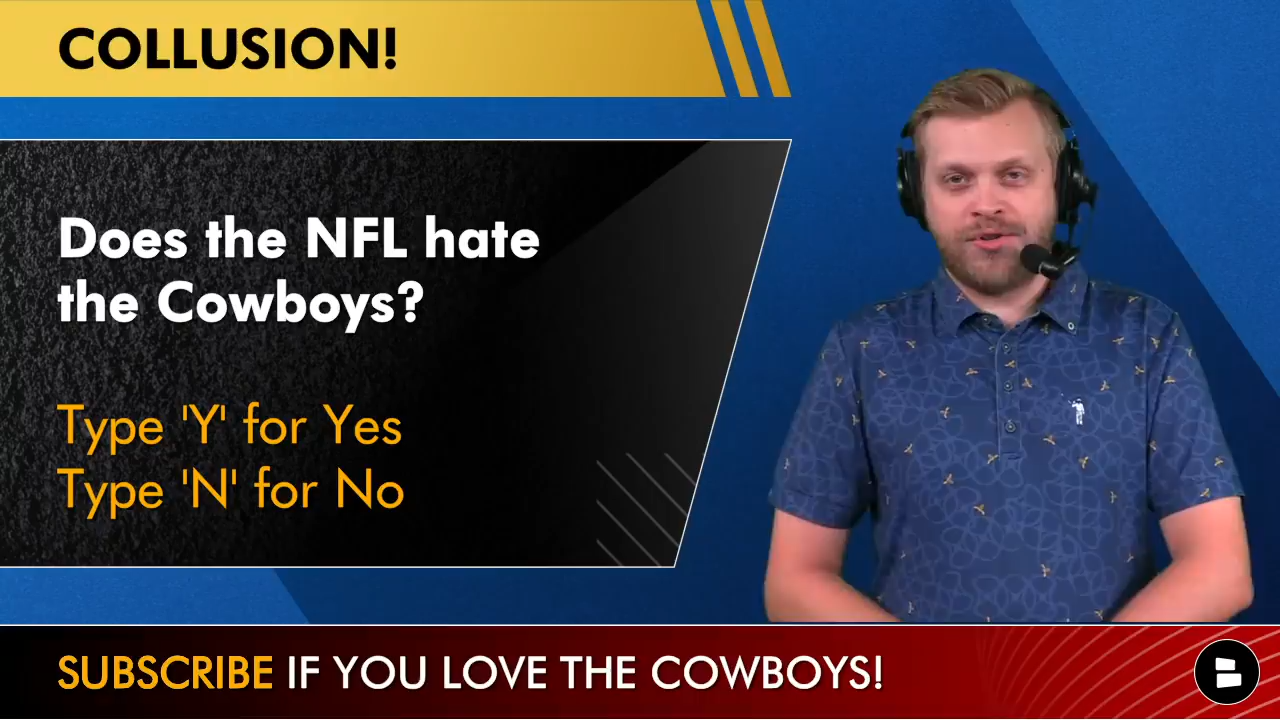 COLLUSION!
Does the NFL hate
the Cowboys?
Type 'Y' for Yes
Type 'N' for No
SUBSCRIBE IF YOU LOVE THE COWBOYS!